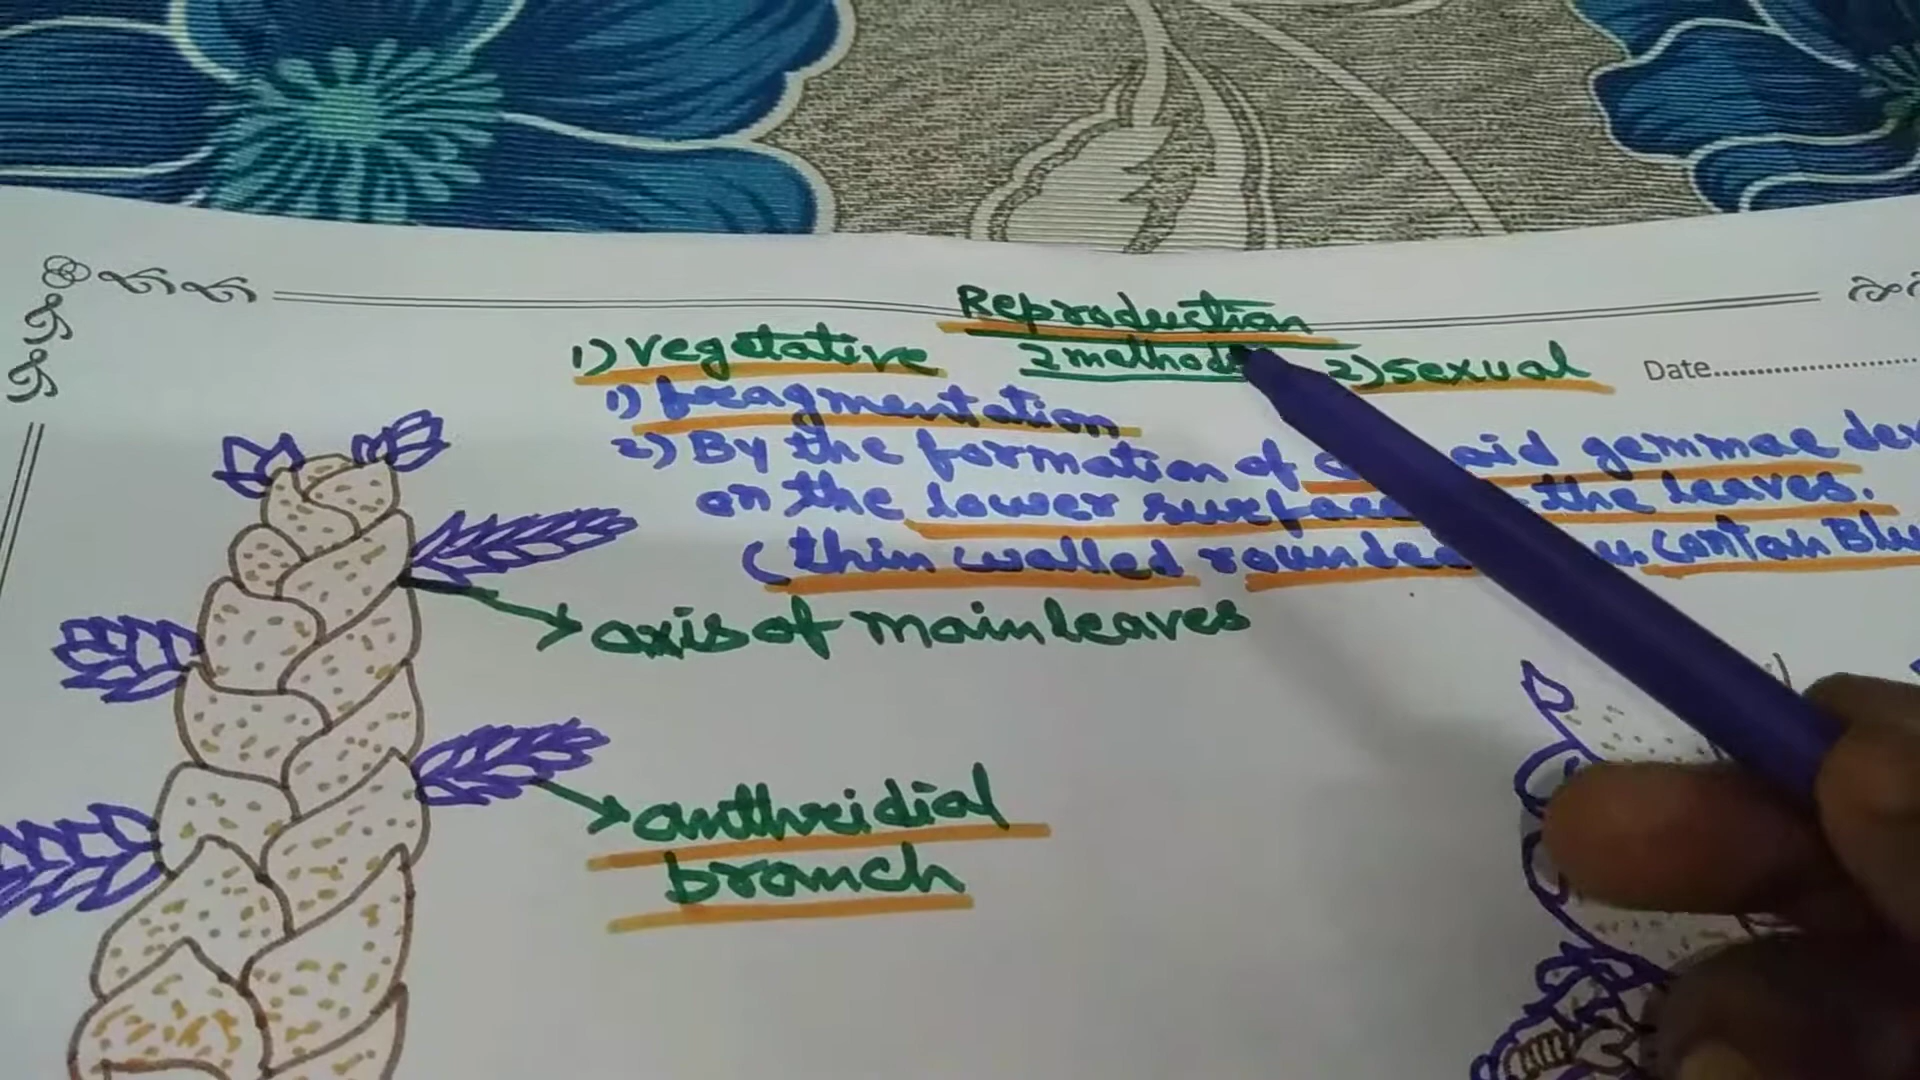 Reproduction
1) vegetative 2 methods 2) sexual
Date
1) fragmentation
2) By the formation of gemmae
on the lower the leaves.
(thin walled Contain
axis of main leaves
anthridial
branch